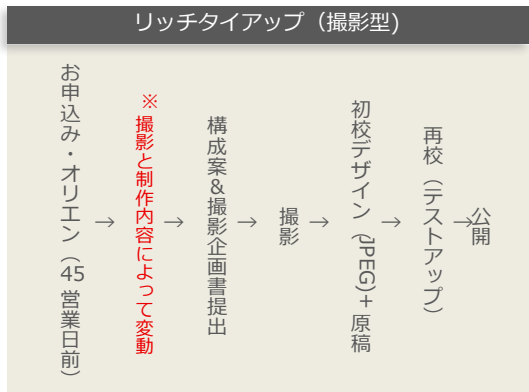 リッチタイアップ（撮影型)
お申込み・オリエン（45営業日前）
→
※撮影と制作内容によって変動
→
構成案&撮影企画書提出
→
撮影
→
初校デザイン（JPEG)＋原稿
→
再校（テストアップ）
→
公開